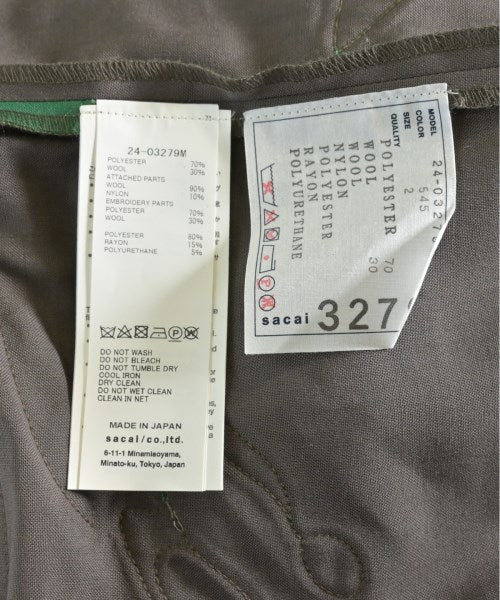 24-03279M
POLYESTER 70%
WOOL 30%
ATTACHED PARTS
WOOL 90%
NYLON 10%
EMBROIDERY PARTS
POLYESTER 70%
WOOL 30%
POLYESTER 80%
RAYON 15%
POLYURETHANE 5%
DO NOT WASH
DO NOT BLEACH
DO NOT TUMBLE DRY
COOL IRON
DRY CLEAN
DO NOT WET CLEAN
CLEAN IN NET
MADE IN JAPAN
sacai/co.,ltd.
6-11-1 Minamiaoyama,
Minato-ku, Tokyo, Japan
MODEL 24-0327
COLOR 545
SIZE 2
QUALITY
POLYESTER 70
WOOL 30
WOOL
NYLON
POLYESTER
RAYON
POLYURETHANE
sacai 327